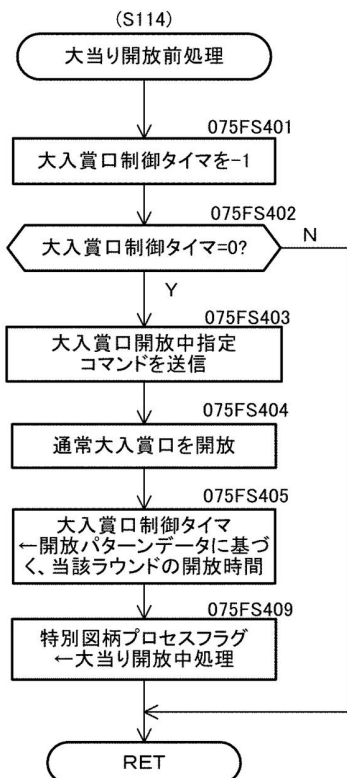 (S114)
大当り開放前処理
075FS401
大入賞口制御タイマを-1
075FS402
大入賞口制御タイマ=0?
N
Y
075FS403
大入賞口開放中指定
コマンドを送信
075FS404
通常大入賞口を開放
075FS405
大入賞口制御タイマ
←開放パターンデータに基づ
く、当該ラウンドの開放時間
075FS409
特別図柄プロセスフラグ
←大当り開放中処理
RET